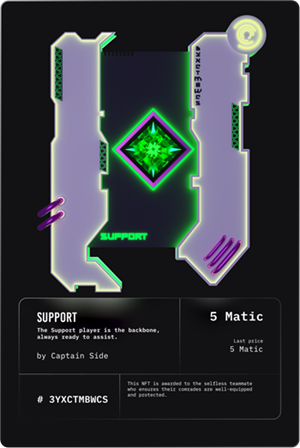 SUPPORT
SUPPORT
5 Matic
The Support player is the backbone,
always ready to assist.
Last price
5 Matic
by Captain Side
# 3YXCTMBWCS
This NFT is awarded to the selfless teammate
who ensures their comrades are well-equipped
and protected.